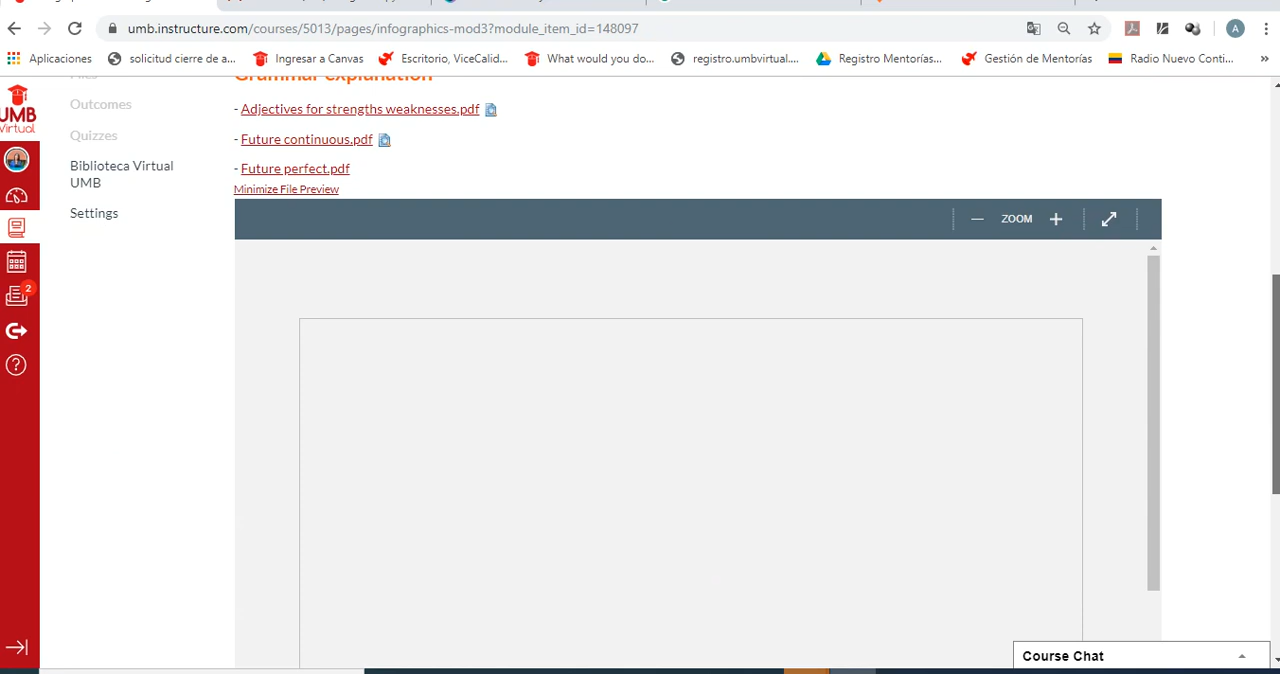 umb.instructure.com/courses/5013/pages/infographics-mod3?module_item_id=148097
A
Aplicaciones
solicitud cierre de a...
Ingresar a Canvas
Escritorio, ViceCalid...
What would you do...
registro.umbvirtual....
Registro Mentorías...
Gestión de Mentorías
Radio Nuevo Conti...
»
Grammar explanation
Files
UMB
Virtual
Outcomes
Quizzes
Biblioteca Virtual
UMB
Settings
- Adjectives for strengths weaknesses.pdf
- Future continuous.pdf
- Future perfect.pdf
Minimize File Preview
ZOOM
2
Course Chat